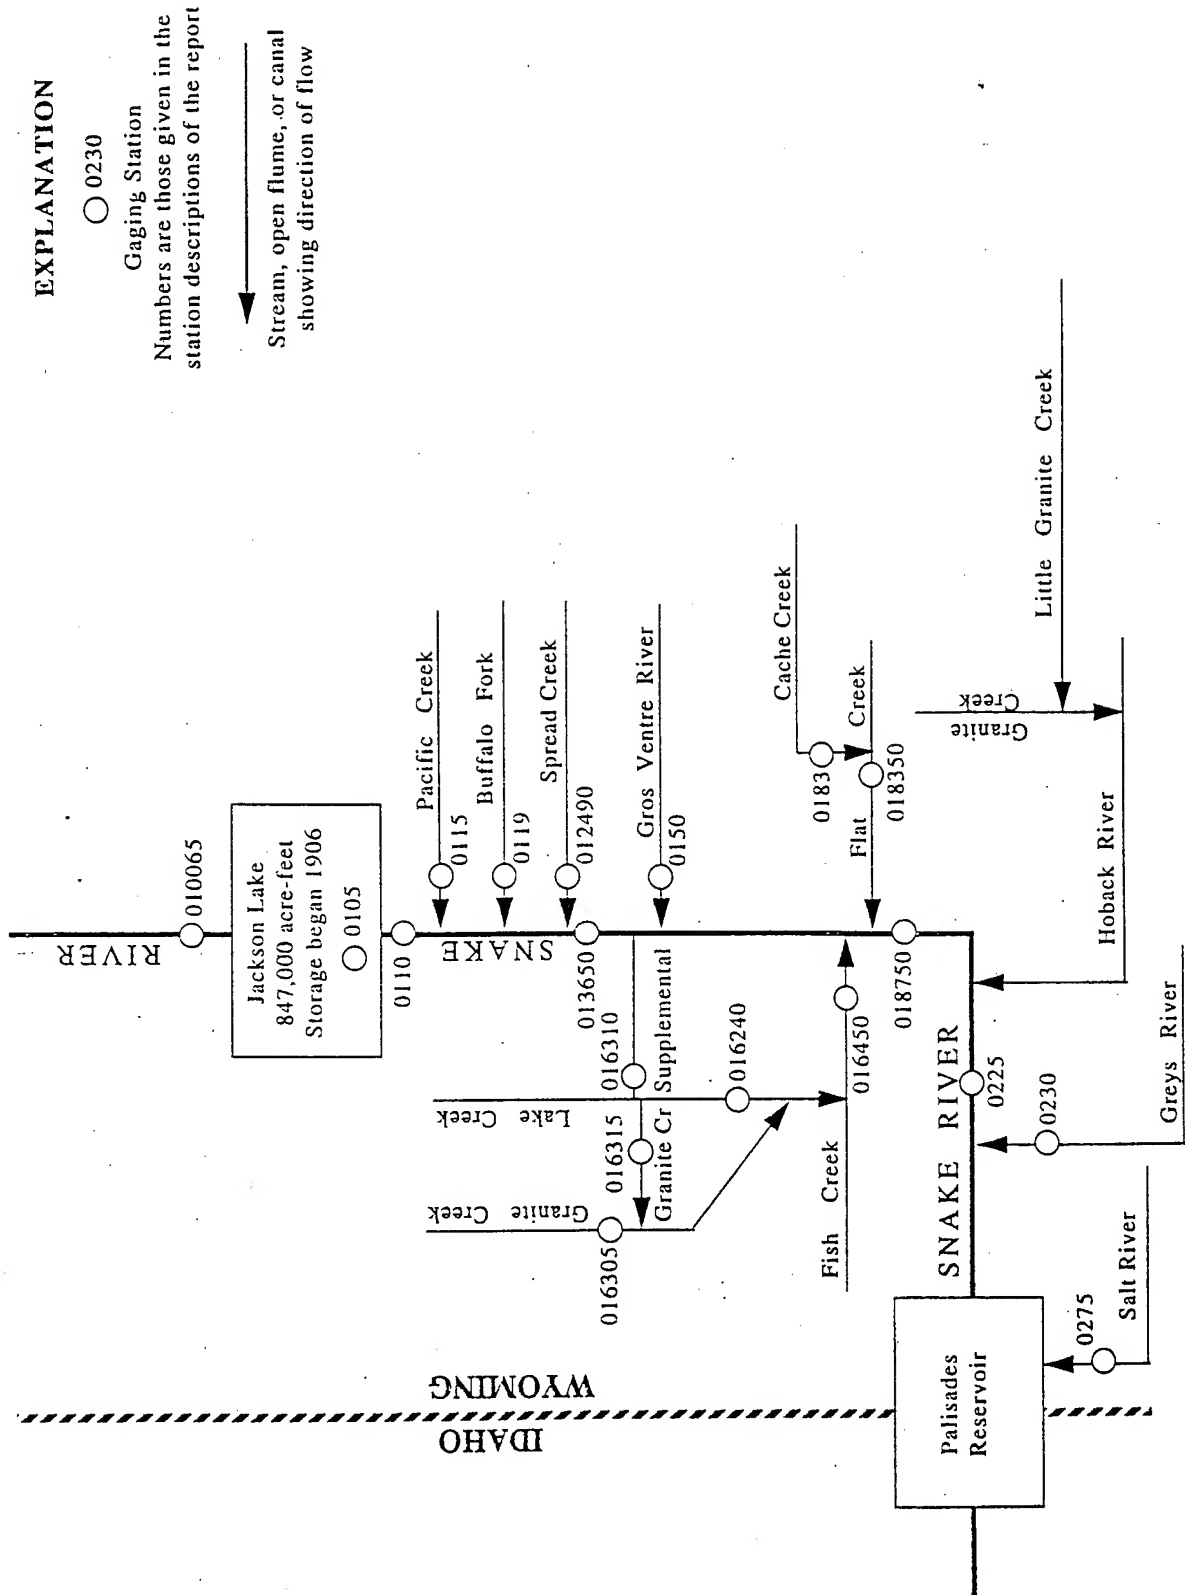 EXPLANATION
0230
Gaging Station
Numbers are those given in the
station descriptions of the report
Stream, open flume, or canal
showing direction of flow
RIVER
010065
Jackson Lake
847,000 acre-feet
Storage began 1906
0105
0110
SNAKE
Pacific Creek
0115
Buffalo Fork
0119
Spread Creek
012490
013650
Gros Ventre River
0150
016310
Granite Cr Supplemental
016315
Lake Creek
016240
Granite Creek
016305
Fish Creek
016450
Cache Creek
0183
Flat Creek
018350
018750
Little Granite Creek
Granite
Creek
Hoback River
SNAKE RIVER
0225
0230
Greys River
Palisades
Reservoir
0275
Salt River
WYOMING
IDAHO